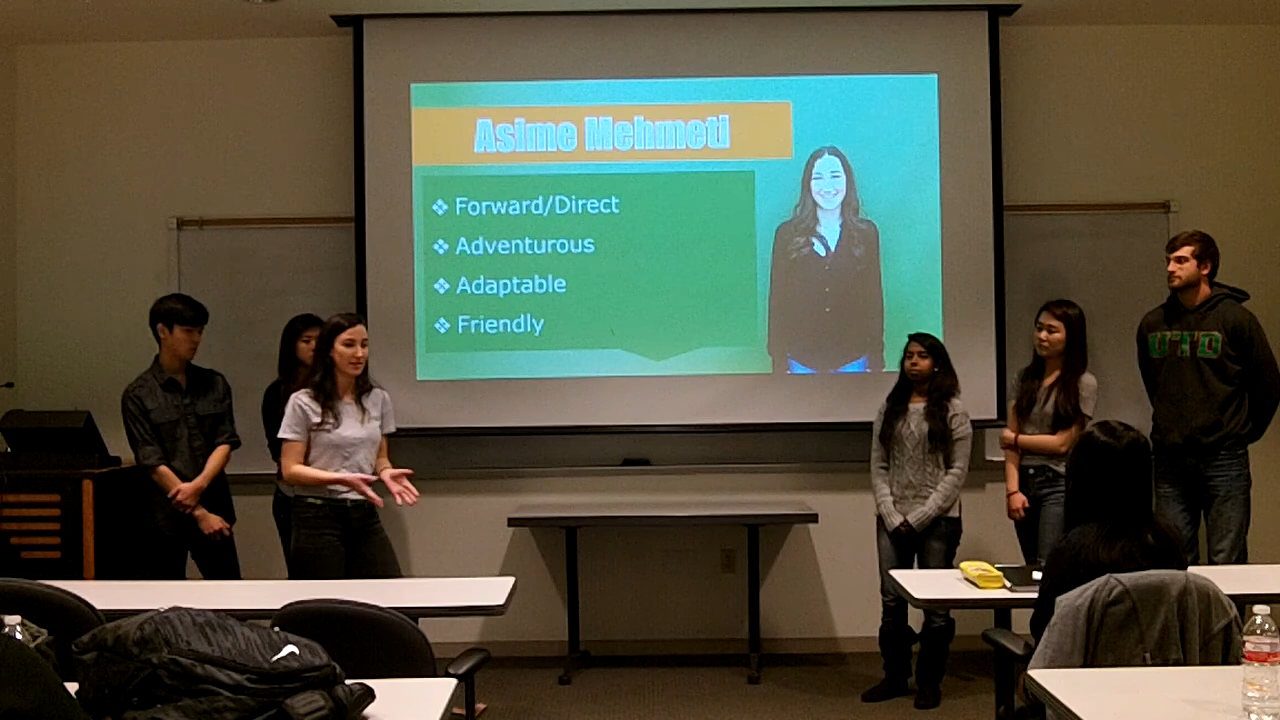 Asime Mehmeti
❖ Forward/Direct
❖ Adventurous
❖ Adaptable
❖ Friendly
UTD